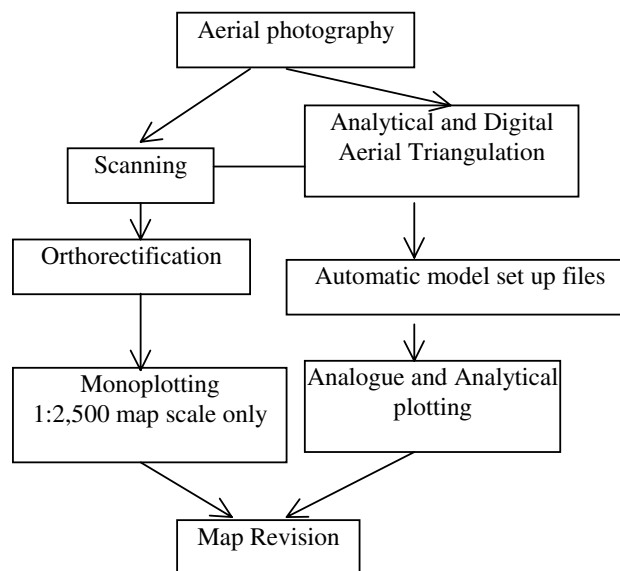 Aerial photography
Analytical and Digital
Aerial Triangulation
Scanning
Orthorectification
Automatic model set up files
Monoplotting
1:2,500 map scale only
Analogue and Analytical
plotting
Map Revision